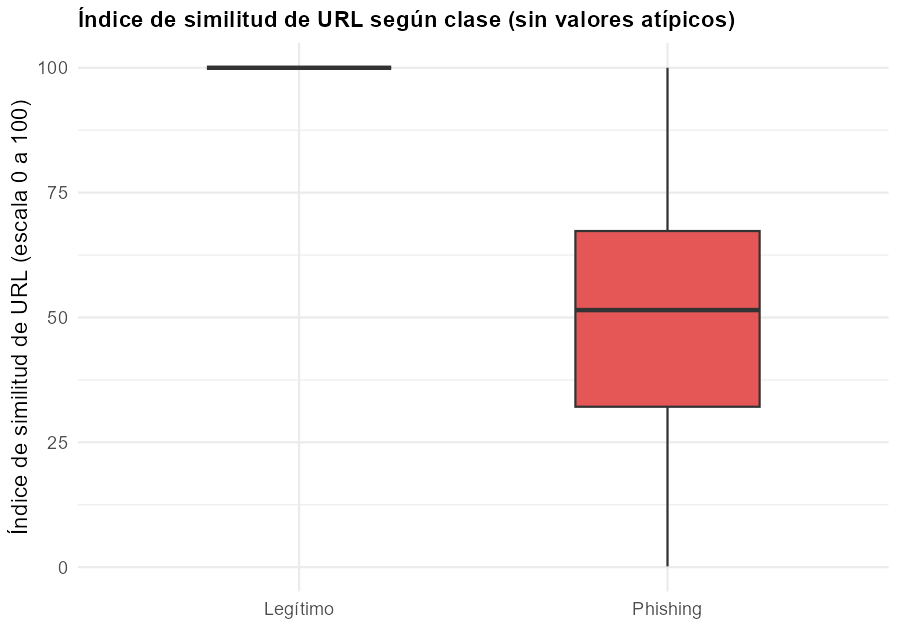 Índice de similitud de URL según clase (sin valores atípicos)
Índice de similitud de URL (escala 0 a 100)
100
75
50
25
0
Legítimo
Phishing